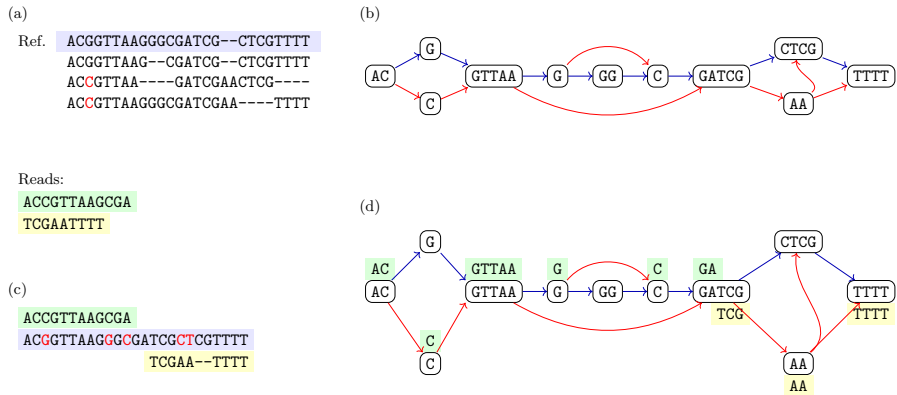 (a)
Ref. ACGGTTAAGGGCGATCG--CTCGTTTT
ACGGTTAAG--CGATCG--CTCGTTTT
ACCGTTAA----GATCGAACTCG----
ACCGTTAAGGGCGATCGAA----TTTT
(b)
G CTCG
AC GTTAA G GG C GATCG TTTT
C AA
Reads:
ACCGTTAAGCGA
TCGAATTTT
(c)
ACCGTTAAGCGA
ACGGTTAAGGGCGATCGCTCGTTTT
TCGAA--TTTT
(d)
G CTCG
AC GTTAA G C GA
AC GTTAA G GG C GATCG TTTT
TCG TTTT
C
C AA
AA